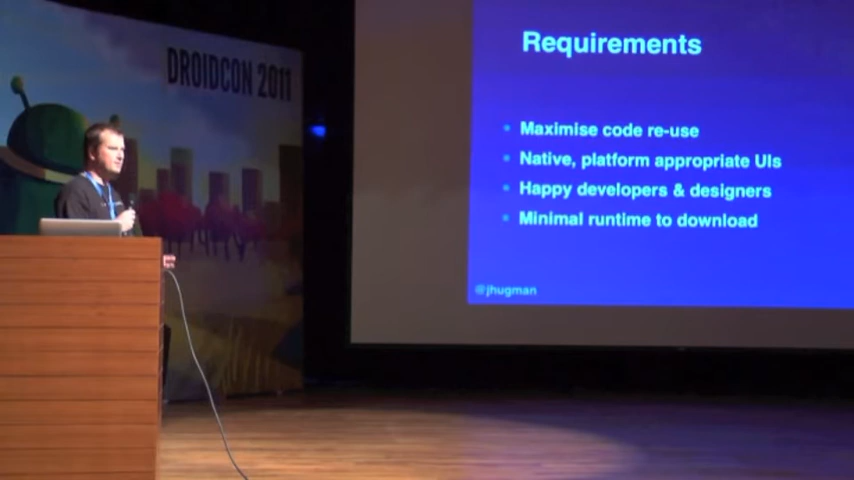 DROIDCON 2011
Requirements
Maximise code re-use
Native, platform appropriate UIs
Happy developers & designers
Minimal runtime to download
@jhugman